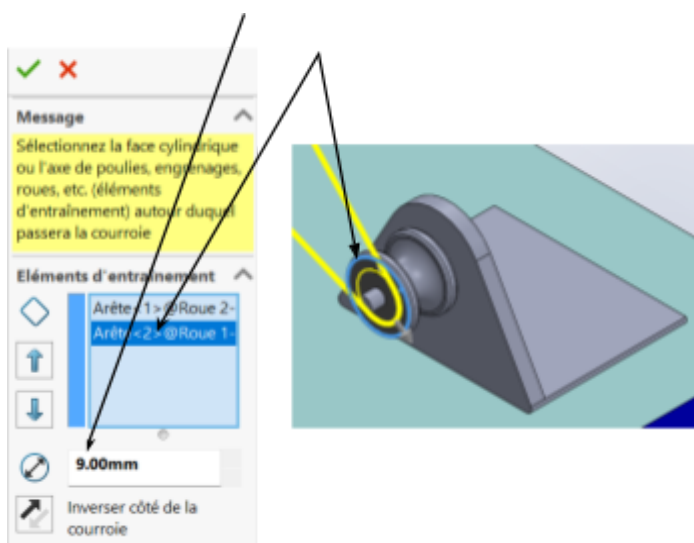 Message
Sélectionnez la face cylindrique
ou l'axe de poulies, engrenages,
roues, etc. (éléments
d'entraînement) autour duquel
passera la courroie
Eléments d'entraînement
Arête<1>@Roue 2-
Arête<2>@Roue 1-
9.00mm
Inverser côté de la
courroie